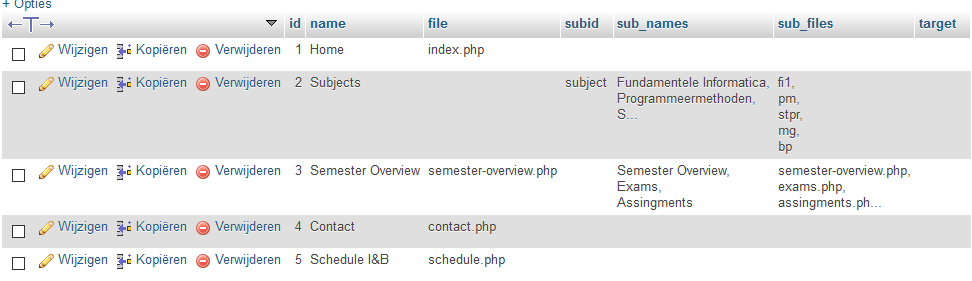 + Opties
←T→ id name file subid sub_names sub_files target
Wijzigen Kopiëren Verwijderen 1 Home index.php
Wijzigen Kopiëren Verwijderen 2 Subjects subject Fundamentele Informatica, fi1,
Programmeermethoden, pm,
S... stpr,
mg,
bp
Wijzigen Kopiëren Verwijderen 3 Semester Overview semester-overview.php Semester Overview, semester-overview.php,
Exams, exams.php,
Assingments assingments.ph...
Wijzigen Kopiëren Verwijderen 4 Contact contact.php
Wijzigen Kopiëren Verwijderen 5 Schedule I&B schedule.php